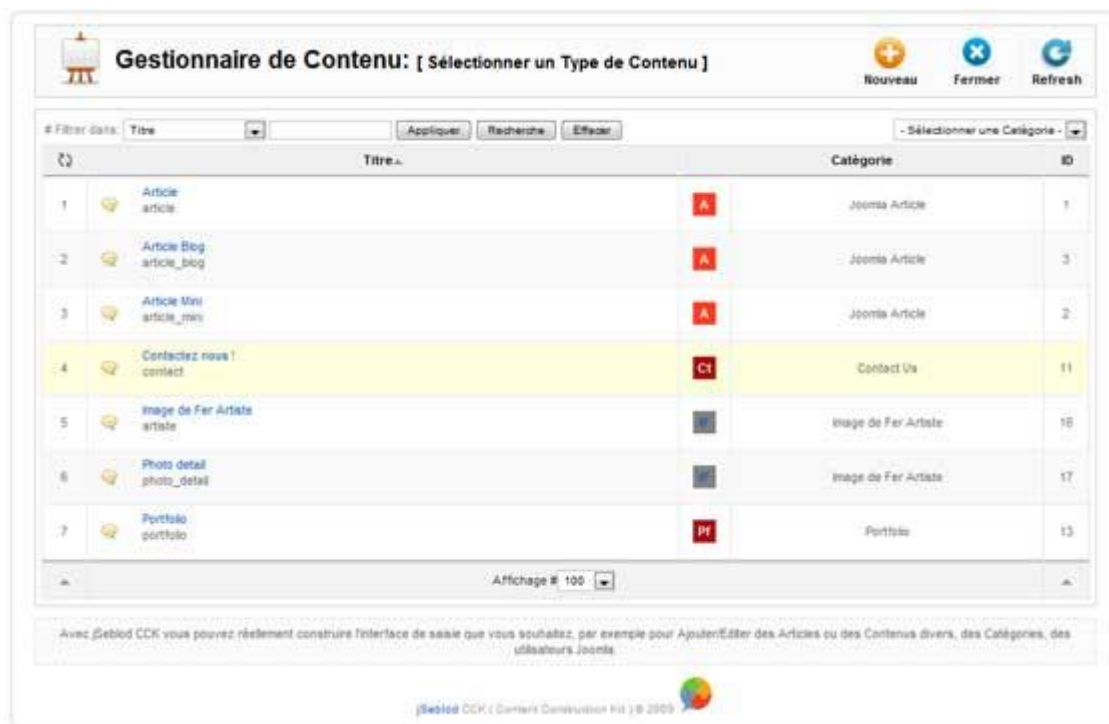 Gestionnaire de Contenu: [ Sélectionner un Type de Contenu ]
Nouveau Fermer Refresh
# Filtrer dans: Titre Appliquer Recherche Effacer - Sélectionner une Catégorie -
Titre Catégorie ID
1 Article A Joomla Article 1
article
2 Article Blog A Joomla Article 3
article_blog
3 Article Mini A Joomla Article 2
article_mini
4 Contactez nous ! Ct Contact Us 11
contact
5 Image de Fer Artiste Image de Fer Artiste 16
artiste
6 Photo detail Image de Fer Artiste 17
photo_detail
7 Portfolio Pf Portfolio 13
portfolio
Affichage # 100
Avec jSeblod CCK vous pouvez réellement construire l'interface de saisie que vous souhaitez, par exemple pour Ajouter/Editer des Articles ou des Contenus divers, des Catégories, des
utilisateurs Joomla.
jSeblod CCK ( Content Construction Kit ) © 2009